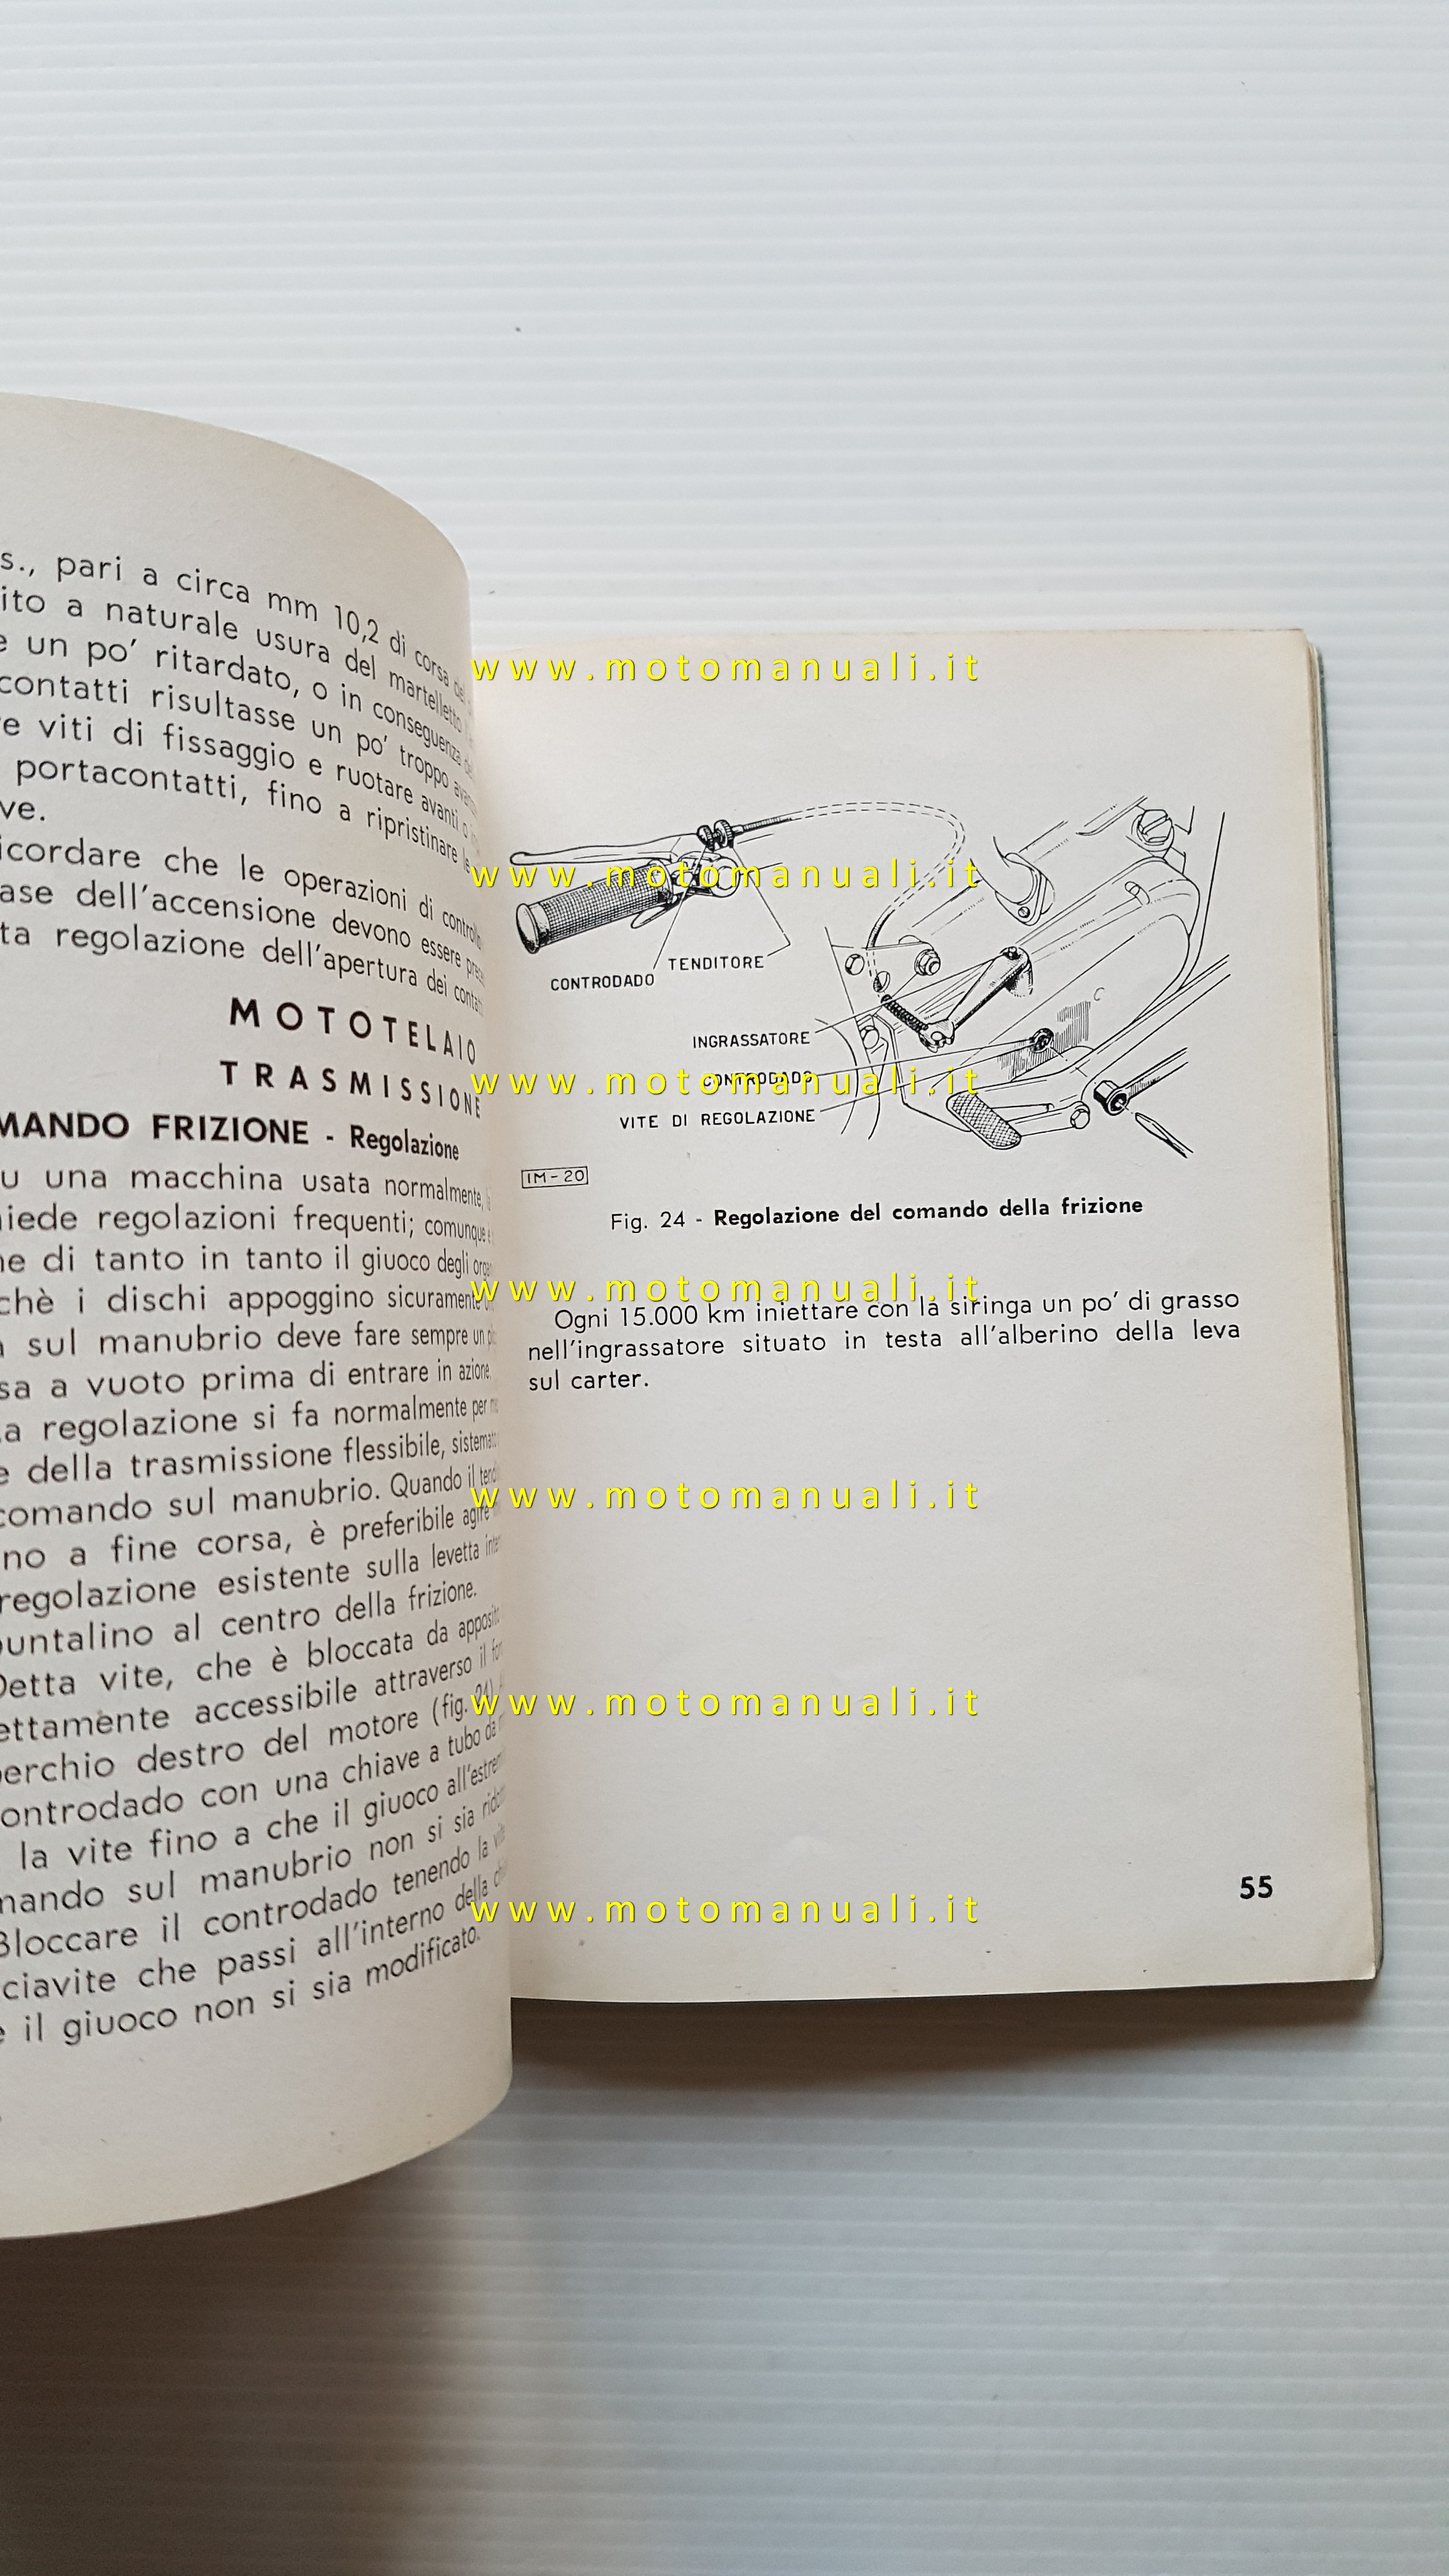 s., pari a circa mm 10,2 di corsa del
ito a naturale usura del martelletto
e un po' ritardato, o in conseguenza
contatti risultasse un po' troppo
e viti di fissaggio e ruotare avanti o
portacontatti, fino a ripristinare le
ve.
icordare che le operazioni di controllo
ase dell'accensione devono essere
ta regolazione dell'apertura dei
MOTOTELAIO
TRASMISSIONE
MANDO FRIZIONE - Regolazione
u una macchina usata normalmente,
iede regolazioni frequenti; comunque
e di tanto in tanto il giuoco degli
chè i dischi appoggino sicuramente
sul manubrio deve fare sempre un
sa a vuoto prima di entrare in azione.
a regolazione si fa normalmente per
e della trasmissione flessibile,
comando sul manubrio. Quando il
no a fine corsa, è preferibile agire
regolazione esistente sulla levetta
puntalino al centro della frizione.
Detta vite, che è bloccata da
ettamente accessibile attraverso il
perchio destro del motore (fig. 24)
ontrodado con una chiave a tubo da
la vite fino a che il giuoco
mando sul manubrio non si sia
Bloccare il controdado tenendo la
ciavite che passi all'interno della
e il giuoco non si sia modificato.
www.motomanuali.it
www.motomanuali.it
TENDITORE
CONTRODADO
INGRASSATORE
CONTRODADO
www.motomanuali.it
VITE DI REGOLAZIONE
IM-20
Fig. 24 - Regolazione del comando della frizione
www.motomanuali.it
Ogni 15.000 km iniettare con la siringa un po' di grasso
nell'ingrassatore situato in testa all'alberino della leva
sul carter.
www.motomanuali.it
www.motomanuali.it
55
www.motomanuali.it